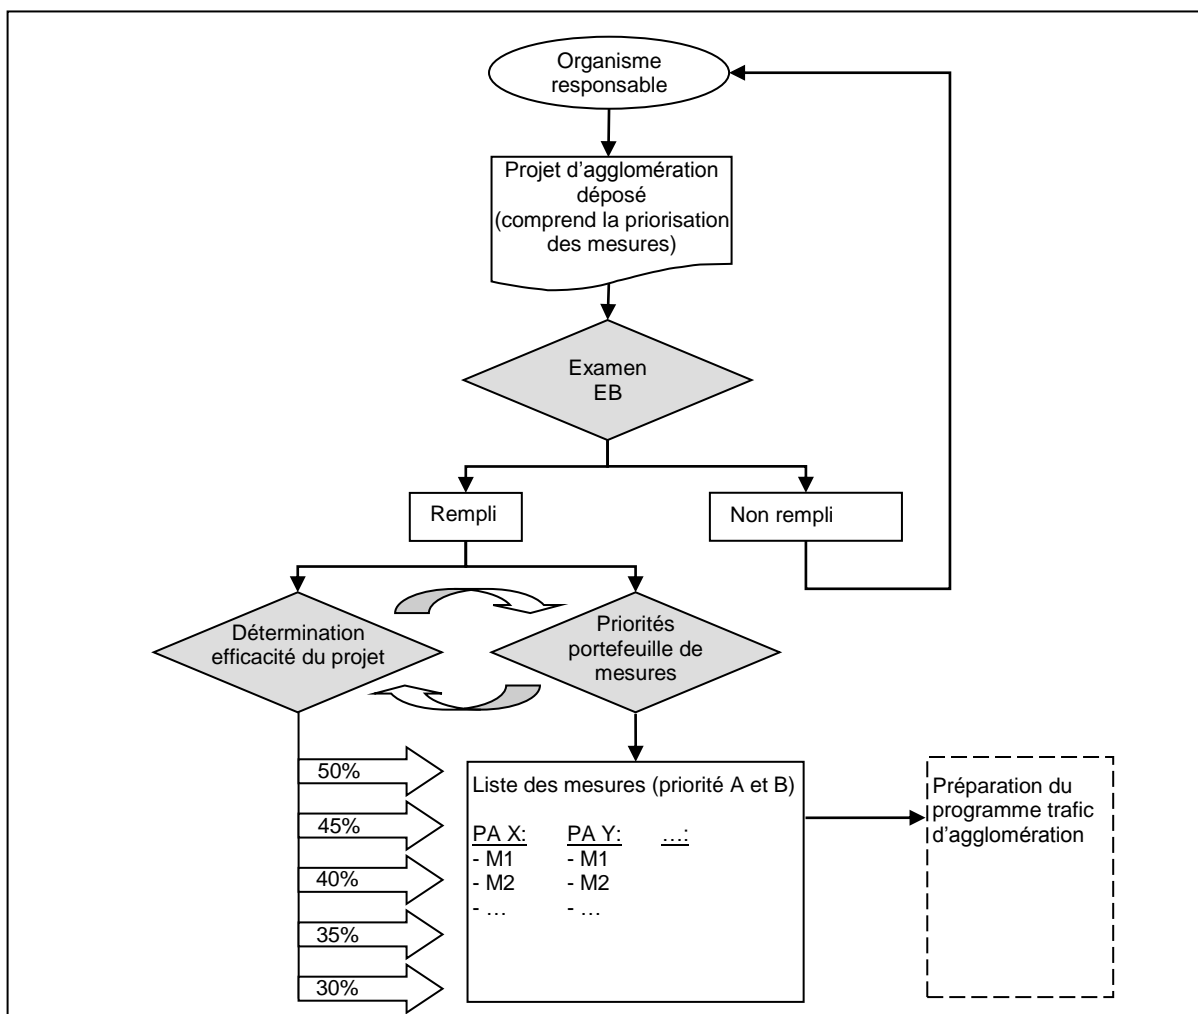 Organisme
responsable
Projet d’agglomération
déposé
(comprend la priorisation
des mesures)
Examen
EB
Rempli
Non rempli
Détermination
efficacité du projet
Priorités
portefeuille de
mesures
50%
45%
40%
35%
30%
Liste des mesures (priorité A et B)
PA X: PA Y: …:
- M1 - M1
- M2 - M2
- … - …
Préparation du
programme trafic
d’agglomération